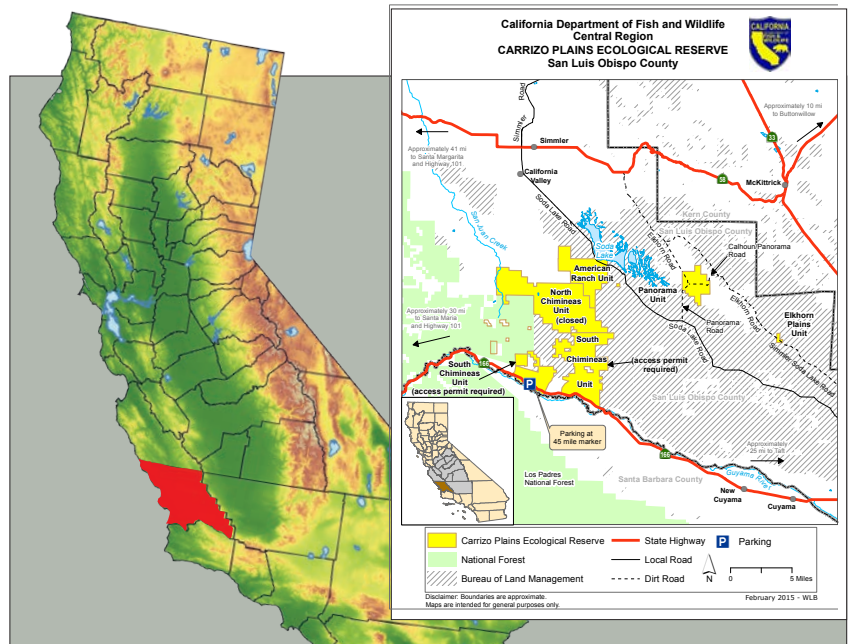 California Department of Fish and Wildlife
Central Region
CARRIZO PLAINS ECOLOGICAL RESERVE
San Luis Obispo County
CALIFORNIA
FISH &
WILDLIFE
Approximately 10 mi
to Buttonwillow
33
Simmler Road
Simmler
Approximately 41 mi
to Santa Margarita
and Highway 101
California
Valley
58
McKittrick
San Juan Creek
Soda Lake Road
Kern County
San Luis Obispo County
Soda
Lake
Elkhorn Road
Calhoun Panorama
Road
American
Ranch Unit
Panorama
Unit
North
Chimineas
Unit
(closed)
Elkhorn Road
Elkhorn
Plains
Unit
Approximately 30 mi
to Santa Maria
and Highway 101
Panorama
Road
Soda Lake Road
Simmler Soda Lake Road
South
Chimineas
Unit
(access permit
required)
166
South
Chimineas
Unit
(access permit required)
P
San Luis Obispo County
Parking at
45 mile marker
Approximately
25 mi to Taft
166
Los Padres
National Forest
Santa Barbara County
Cuyama River
New
Cuyama
Cuyama
Carrizo Plains Ecological Reserve
State Highway
P Parking
National Forest
Local Road
Bureau of Land Management
Dirt Road
N
0 5 Miles
Disclaimer: Boundaries are approximate.
Maps are intended for general purposes only.
February 2015 - WLB